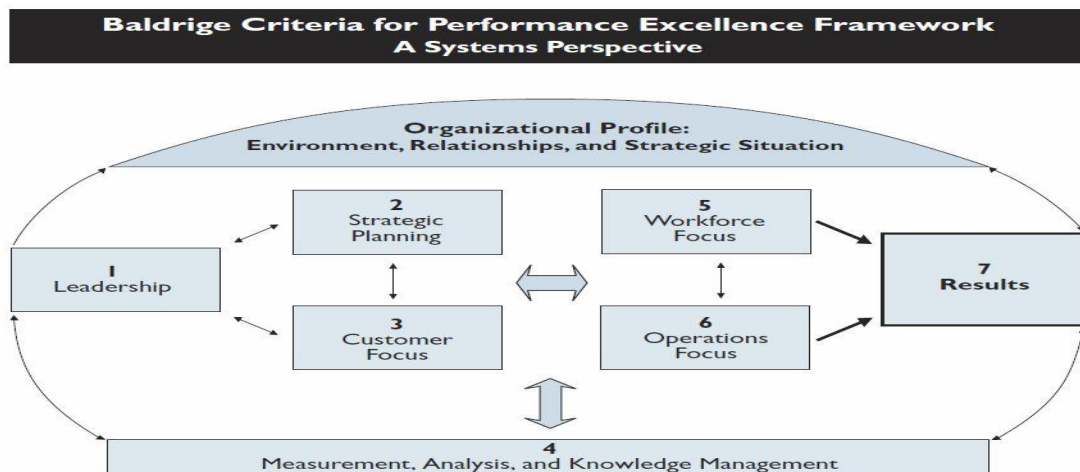 Baldrige Criteria for Performance Excellence Framework
A Systems Perspective
Organizational Profile:
Environment, Relationships, and Strategic Situation
2
Strategic
Planning
5
Workforce
Focus
1
Leadership
7
Results
3
Customer
Focus
6
Operations
Focus
4
Measurement, Analysis, and Knowledge Management